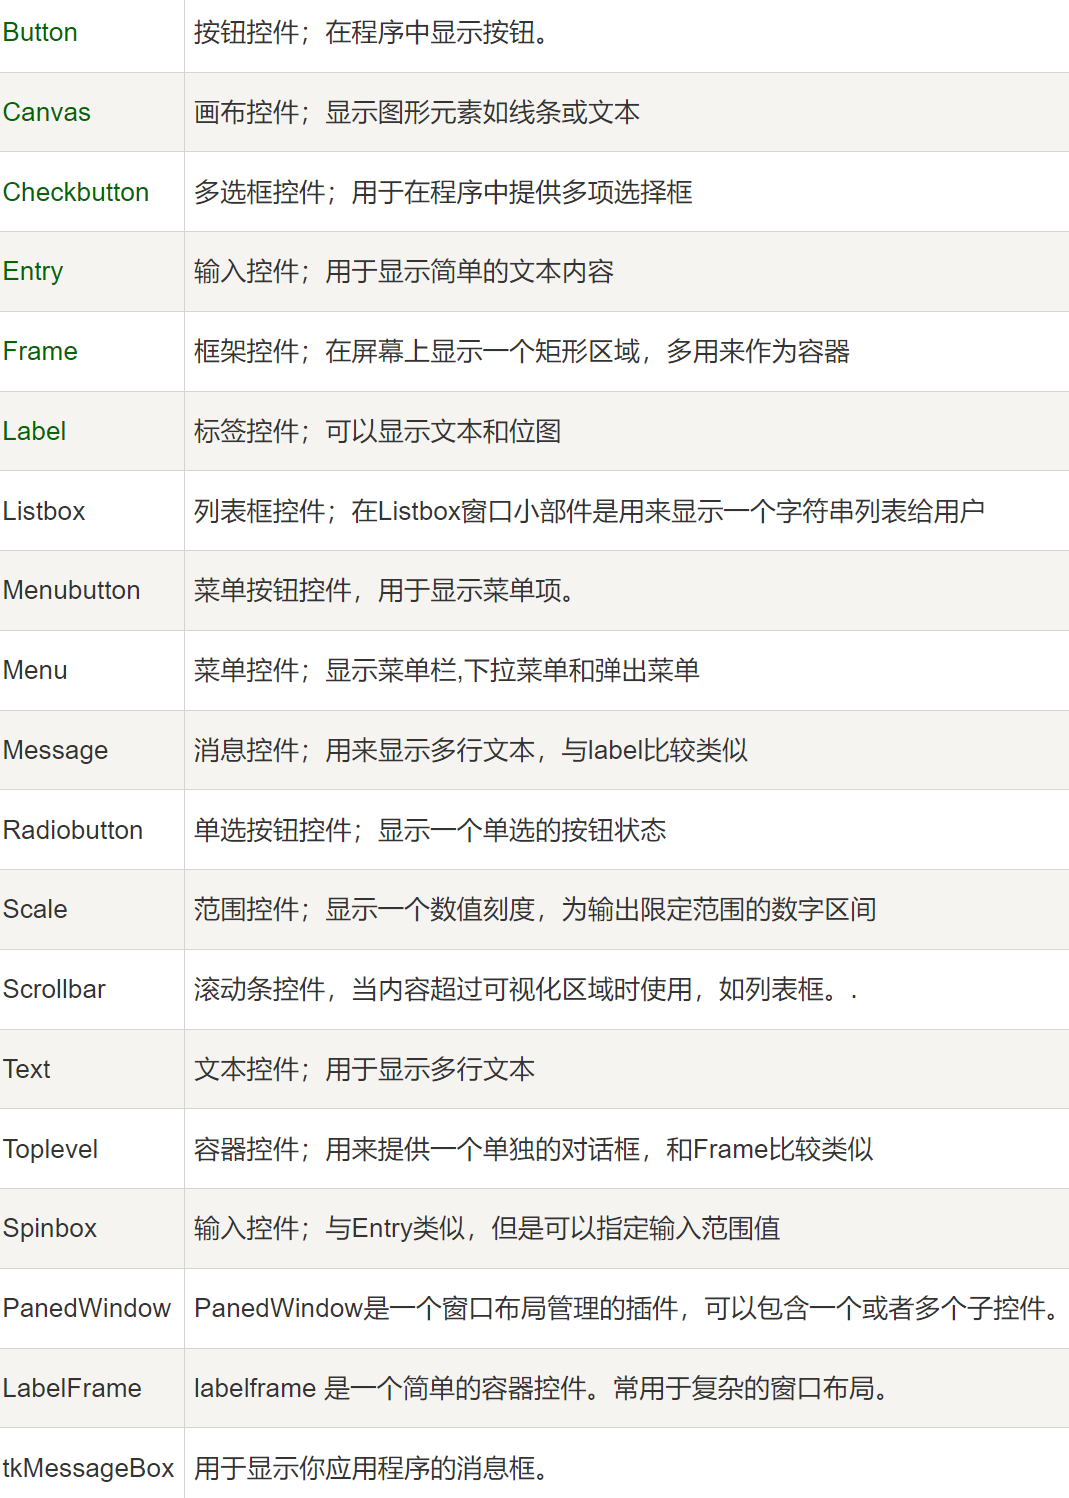 Button 按钮控件；在程序中显示按钮。
Canvas 画布控件；显示图形元素如线条或文本
Checkbutton 多选框控件；用于在程序中提供多项选择框
Entry 输入控件；用于显示简单的文本内容
Frame 框架控件；在屏幕上显示一个矩形区域，多用来作为容器
Label 标签控件；可以显示文本和位图
Listbox 列表框控件；在Listbox窗口小部件是用来显示一个字符串列表给用户
Menubutton 菜单按钮控件，用于显示菜单项。
Menu 菜单控件；显示菜单栏,下拉菜单和弹出菜单
Message 消息控件；用来显示多行文本，与label比较类似
Radiobutton 单选按钮控件；显示一个单选的按钮状态
Scale 范围控件；显示一个数值刻度，为输出限定范围的数字区间
Scrollbar 滚动条控件，当内容超过可视化区域时使用，如列表框。.
Text 文本控件；用于显示多行文本
Toplevel 容器控件；用来提供一个单独的对话框，和Frame比较类似
Spinbox 输入控件；与Entry类似，但是可以指定输入范围值
PanedWindow PanedWindow是一个窗口布局管理的插件，可以包含一个或者多个子控件。
LabelFrame labelframe 是一个简单的容器控件。常用于复杂的窗口布局。
tkMessageBox 用于显示你应用程序的消息框。